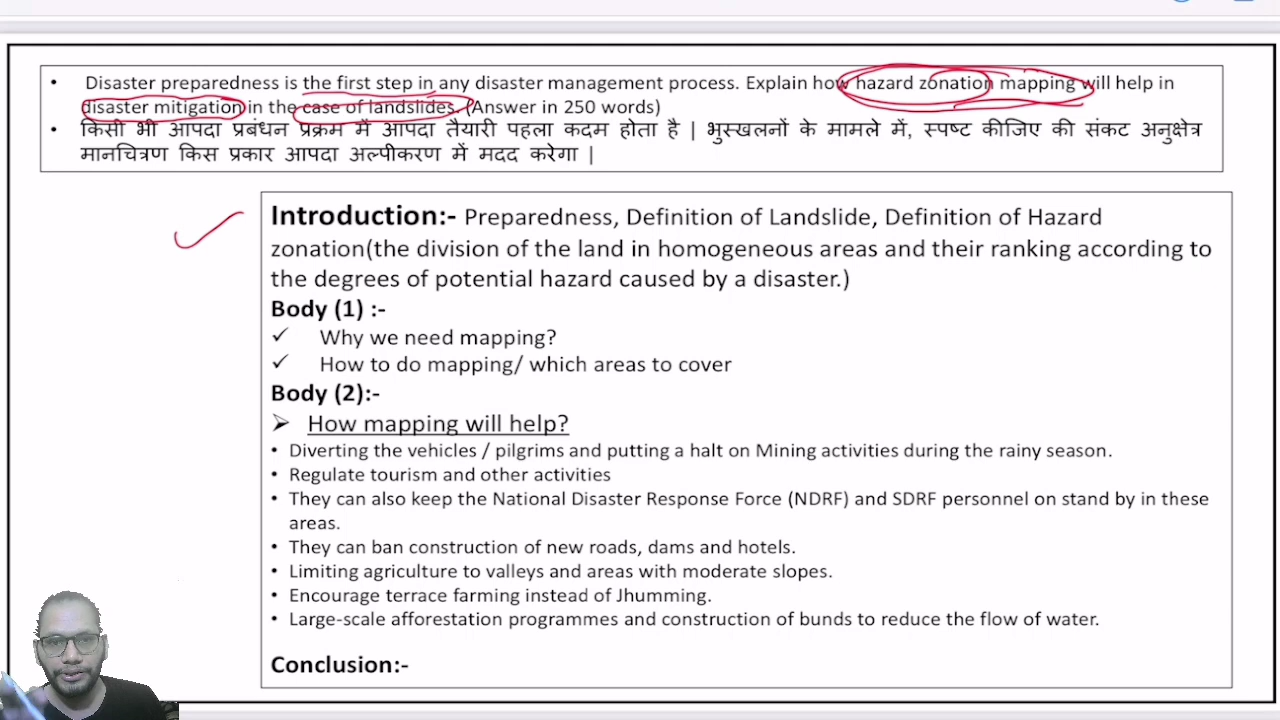 • Disaster preparedness is the first step in any disaster management process. Explain how hazard zonation mapping will help in
disaster mitigation in the case of landslides. (Answer in 250 words)
• किसी भी आपदा प्रबंधन प्रक्रम में आपदा तैयारी पहला कदम होता है | भुस्खलनों के मामले में, स्पष्ट कीजिए की संकट अनुक्षेत्र
मानचित्रण किस प्रकार आपदा अल्पीकरण में मदद करेगा |
Introduction:- Preparedness, Definition of Landslide, Definition of Hazard
zonation(the division of the land in homogeneous areas and their ranking according to
the degrees of potential hazard caused by a disaster.)
Body (1) :-
✓ Why we need mapping?
✓ How to do mapping/ which areas to cover
Body (2):-
➢ How mapping will help?
• Diverting the vehicles / pilgrims and putting a halt on Mining activities during the rainy season.
• Regulate tourism and other activities
• They can also keep the National Disaster Response Force (NDRF) and SDRF personnel on stand by in these
areas.
• They can ban construction of new roads, dams and hotels.
• Limiting agriculture to valleys and areas with moderate slopes.
• Encourage terrace farming instead of Jhumming.
• Large-scale afforestation programmes and construction of bunds to reduce the flow of water.
Conclusion:-